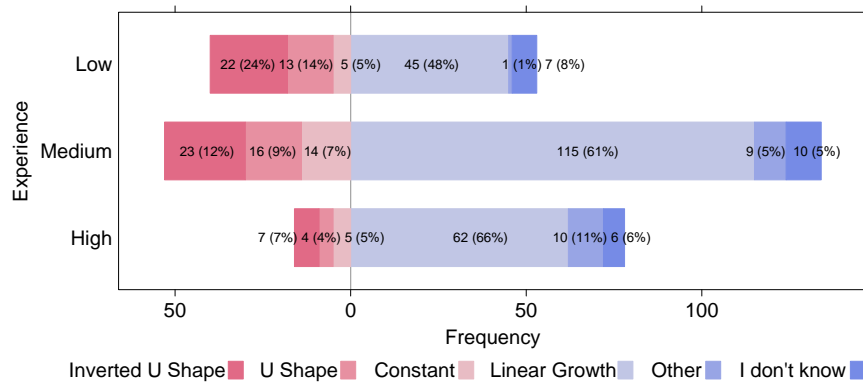 Experience
Low
22 (24%) 13 (14%) 5 (5%) 45 (48%) 1 (1%) 7 (8%)
Medium
23 (12%) 16 (9%) 14 (7%) 115 (61%) 9 (5%) 10 (5%)
High
7 (7%) 4 (4%) 5 (5%) 62 (66%) 10 (11%) 6 (6%)
50 0 50 100
Frequency
Inverted U Shape U Shape Constant Linear Growth Other I don't know